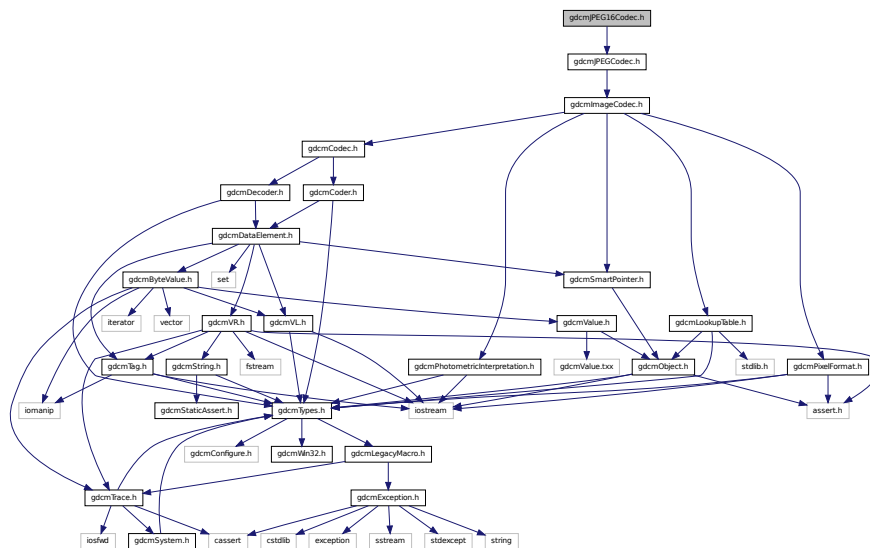 gdcmJPEG16Codec.h
gdcmJPEGCodec.h
gdcmImageCodec.h
gdcmCodec.h
gdcmDecoder.h
gdcmCoder.h
gdcmDataElement.h
gdcmByteValue.h
set
gdcmSmartPointer.h
iterator
vector
gdcmVR.h
gdcmVL.h
gdcmValue.h
gdcmLookupTable.h
gdcmTag.h
gdcmString.h
fstream
gdcmPhotometricInterpretation.h
gdcmValue.txx
gdcmObject.h
stdlib.h
gdcmPixelFormat.h
iomanip
gdcmStaticAssert.h
gdcmTypes.h
iostream
assert.h
gdcmConfigure.h
gdcmWin32.h
gdcmLegacyMacro.h
gdcmTrace.h
gdcmException.h
iosfwd
gdcmSystem.h
cassert
cstdlib
exception
sstream
stdexcept
string